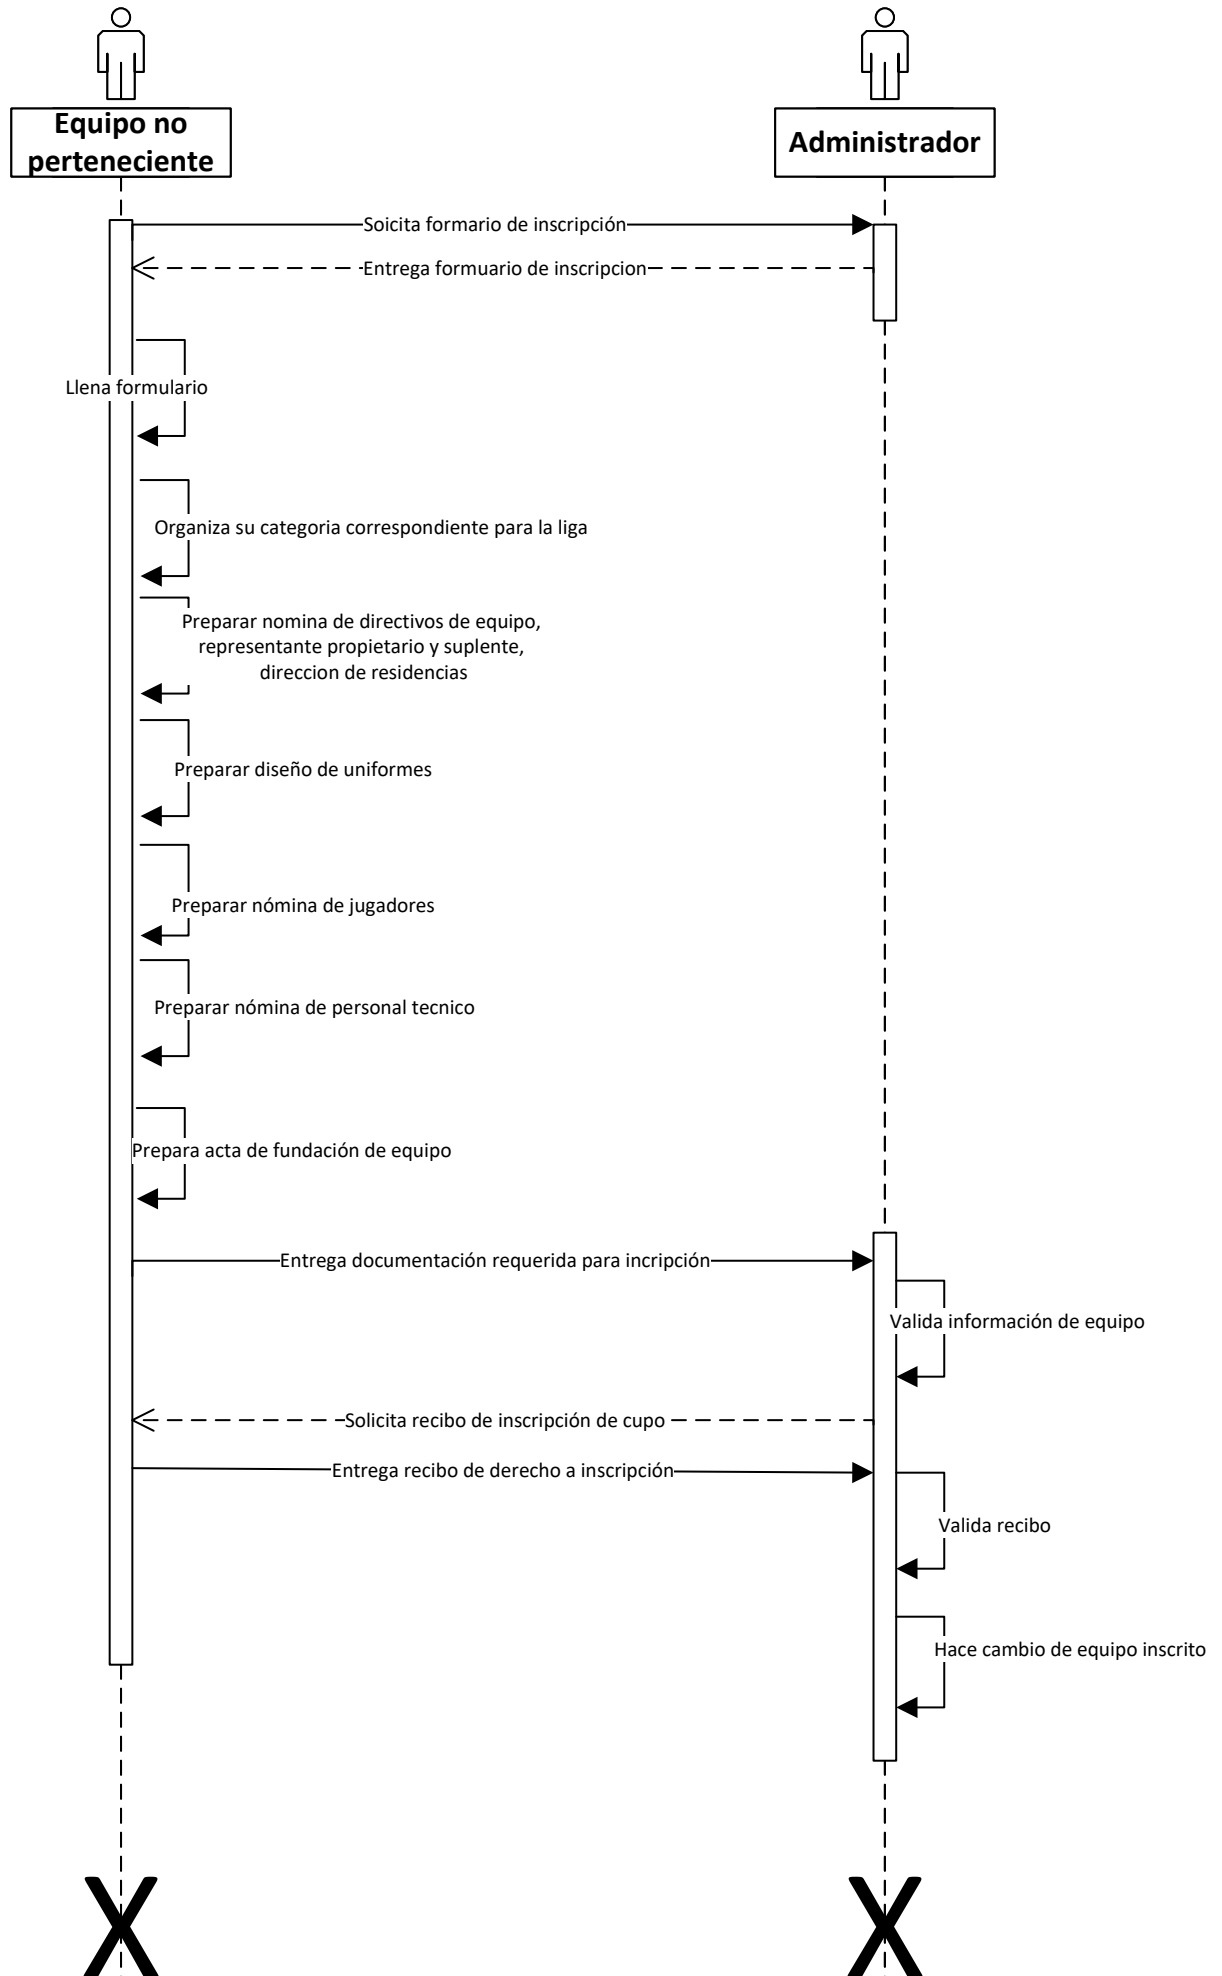 Equipo no
perteneciente
Administrador
Soicita formario de inscripción
Entrega formuario de inscripcion
Llena formulario
Organiza su categoria correspondiente para la liga
Preparar nomina de directivos de equipo,
representante propietario y suplente,
direccion de residencias
Preparar diseño de uniformes
Preparar nómina de jugadores
Preparar nómina de personal tecnico
Prepara acta de fundación de equipo
Entrega documentación requerida para incripción
Valida información de equipo
Solicita recibo de inscripción de cupo
Entrega recibo de derecho a inscripción
Valida recibo
Hace cambio de equipo inscrito